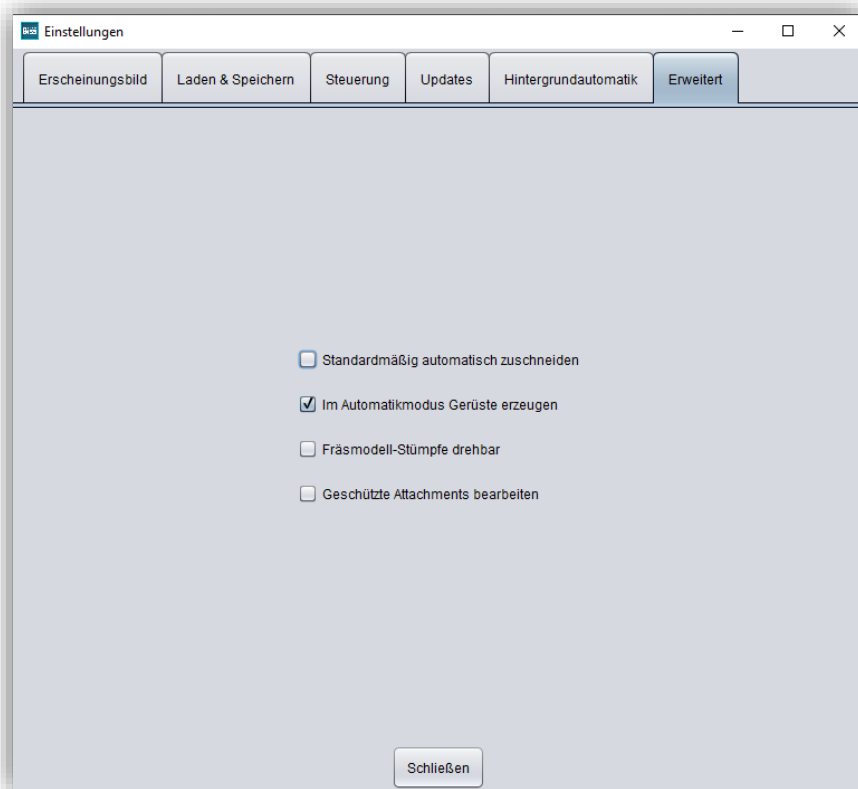 Einstellungen
Erscheinungsbild Laden & Speichern Steuerung Updates Hintergrundautomatik Erweitert
Standardmäßig automatisch zuschneiden
Im Automatikmodus Gerüste erzeugen
Fräsmodell-Stümpfe drehbar
Geschützte Attachments bearbeiten
Schließen